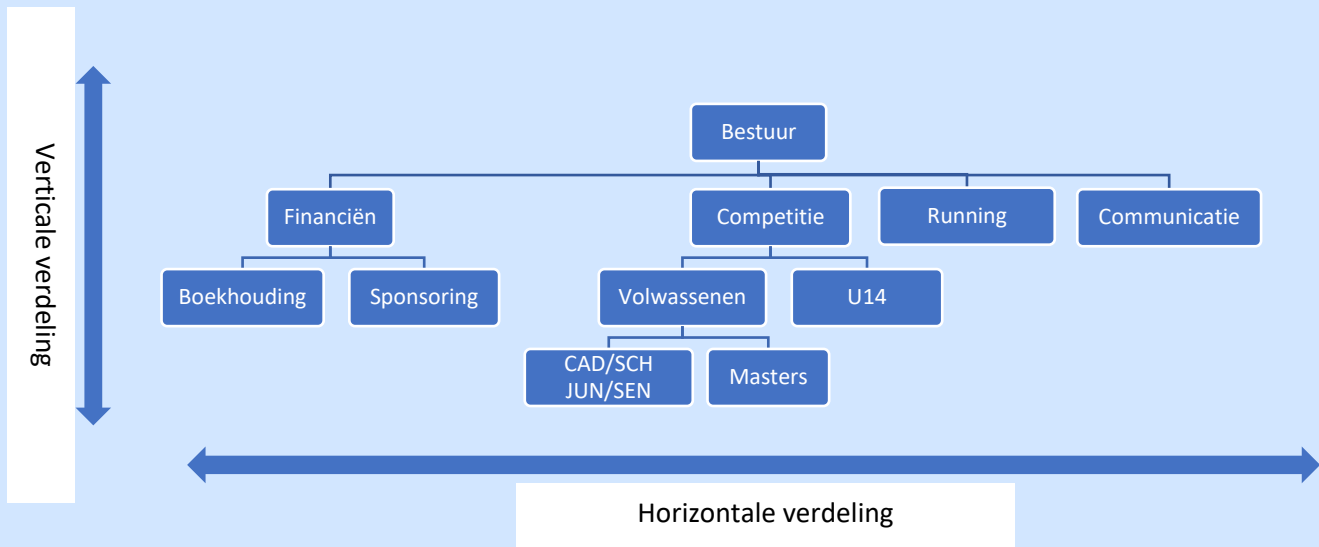 Verticale verdeling
Bestuur
Financiën
Competitie
Running
Communicatie
Boekhouding
Sponsoring
Volwassenen
U14
CAD/SCH
JUN/SEN
Masters
Horizontale verdeling